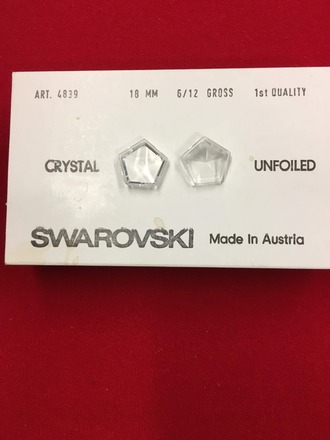 ART. 4839 18 MM 6/12 GROSS 1st QUALITY
CRYSTAL UNFOILED
SWAROVSKI Made In Austria